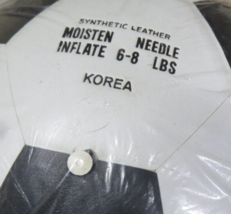 SYNTHETIC LEATHER
MOISTEN NEEDLE
INFLATE 6-8 LBS
KOREA